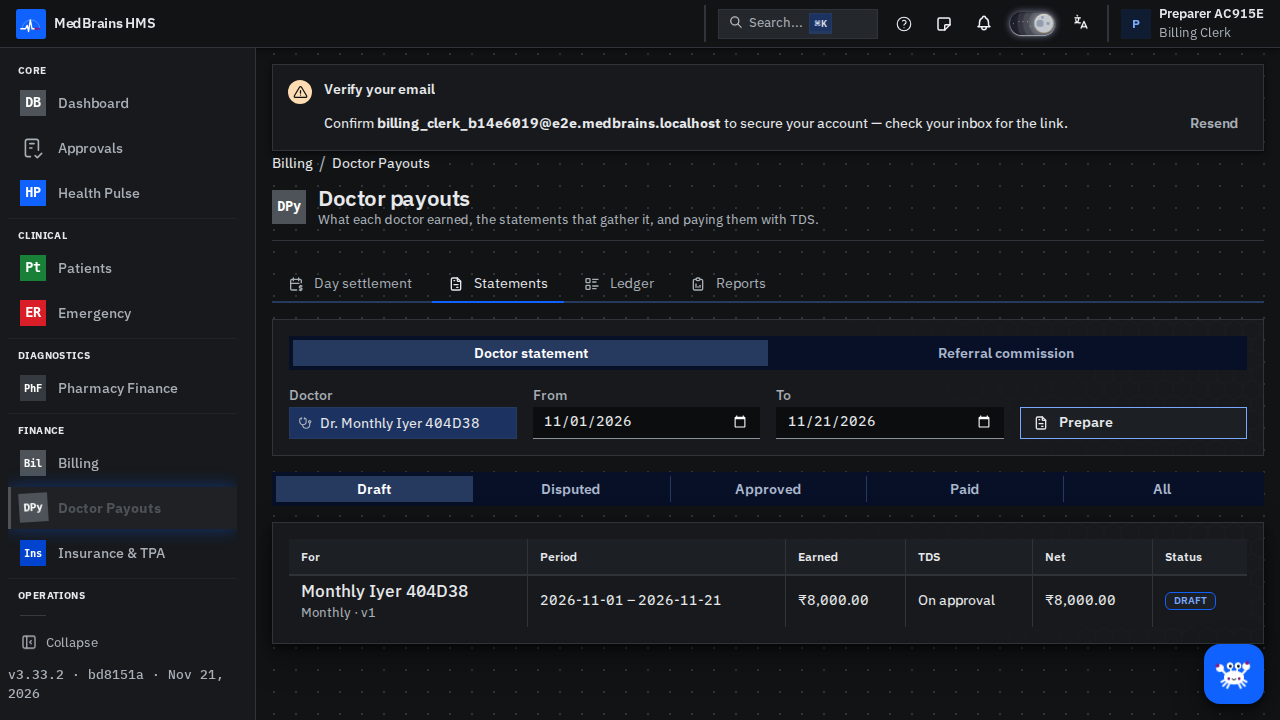 MedBrains HMS
Search...
⌘K
P
Preparer AC915E
Billing Clerk
CORE
DB Dashboard
Approvals
HP Health Pulse
CLINICAL
Pt Patients
ER Emergency
DIAGNOSTICS
PhF Pharmacy Finance
FINANCE
Bil Billing
DPy Doctor Payouts
Ins Insurance & TPA
OPERATIONS
Collapse
v3.33.2 · bd8151a · Nov 21,
2026
Verify your email
Confirm billing_clerk_b14e6019@e2e.medbrains.localhost to secure your account — check your inbox for the link.
Resend
Billing / Doctor Payouts
DPy
Doctor payouts
What each doctor earned, the statements that gather it, and paying them with TDS.
Day settlement Statements Ledger Reports
Doctor statement Referral commission
Doctor From To
Dr. Monthly Iyer 404D38 11/01/2026 11/21/2026 Prepare
Draft Disputed Approved Paid All
For Period Earned TDS Net Status
Monthly Iyer 404D38 2026-11-01 – 2026-11-21 ₹8,000.00 On approval ₹8,000.00 DRAFT
Monthly · v1